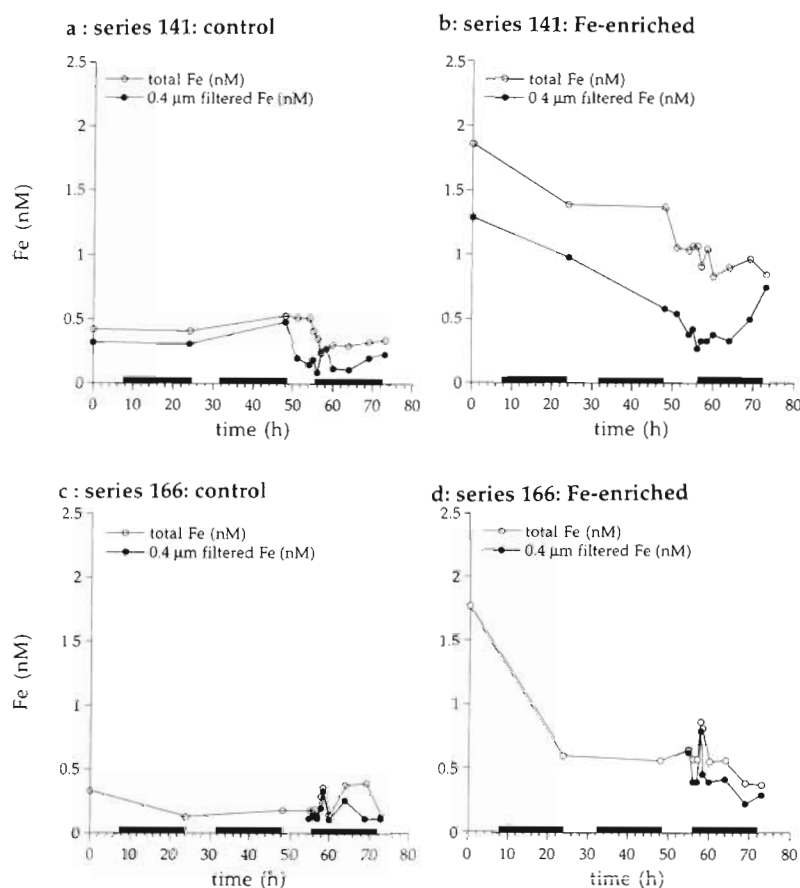 a : series 141: control
2.5
total Fe (nM)
0.4 µm filtered Fe (nM)
2
1.5
1
0.5
0
Fe (nM)
0 10 20 30 40 50 60 70 80
time (h)
b: series 141: Fe-enriched
2.5
total Fe (nM)
0 4 µm filtered Fe (nM)
2
1.5
1
0.5
0
0 10 20 30 40 50 60 70 80
time (h)
c : series 166: control
2.5
total Fe (nM)
0.4 µm filtered Fe (nM)
2
1 5
1
0.5
0
Fe (nM)
0 10 20 30 40 50 60 70 80
time (h)
d: series 166: Fe-enriched
2.5
total Fe (nM)
0.4 µm filtered Fe (nM)
2
1.5
1
0.5
0
0 10 20 30 40 50 60 70 80
time (h)